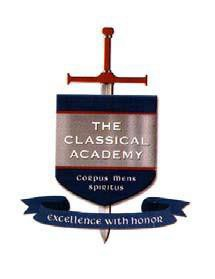 THE
CLASSICAL
ACADEMY
CORPUS MENS
SPIRITUS
EXCELLENCE WITH HONOR